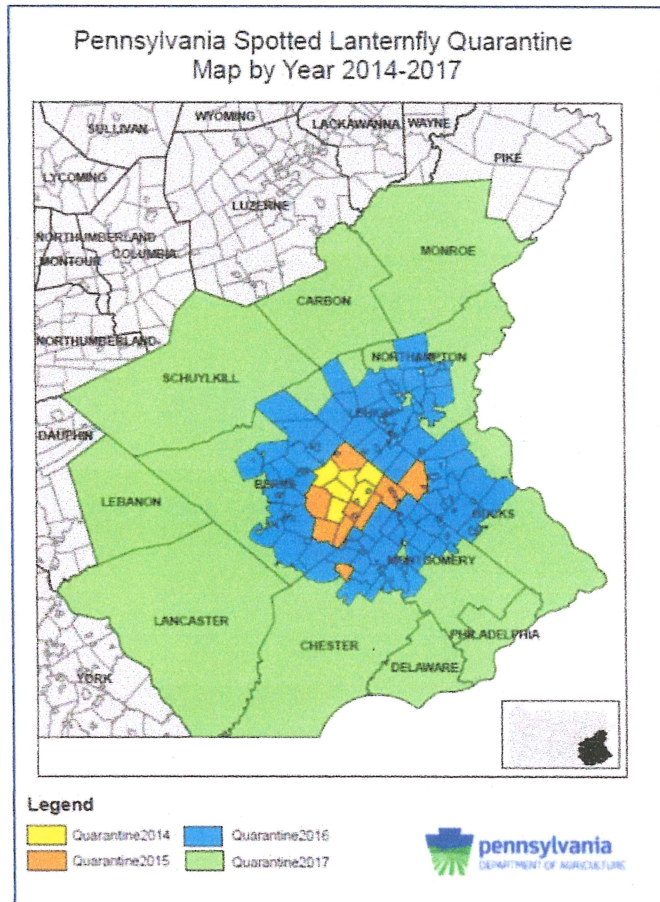 Pennsylvania Spotted Lanternfly Quarantine
Map by Year 2014-2017
WYOMING
SULLIVAN
LACKAWANNA
WAYNE
PIKE
LYCOMING
LUZERNE
NORTHUMBERLAND
COLUMBIA
MONTOUR
MONROE
CARBON
NORTHUMBERLAND
NORTHAMPTON
SCHUYLKILL
LEHIGH
DAUPHIN
BERKS
LEBANON
BUCKS
MONTGOMERY
LANCASTER
PHILADELPHIA
CHESTER
DELAWARE
YORK
Legend
Quarantine2014
Quarantine2016
Quarantine2015
Quarantine2017
pennsylvania
DEPARTMENT OF AGRICULTURE